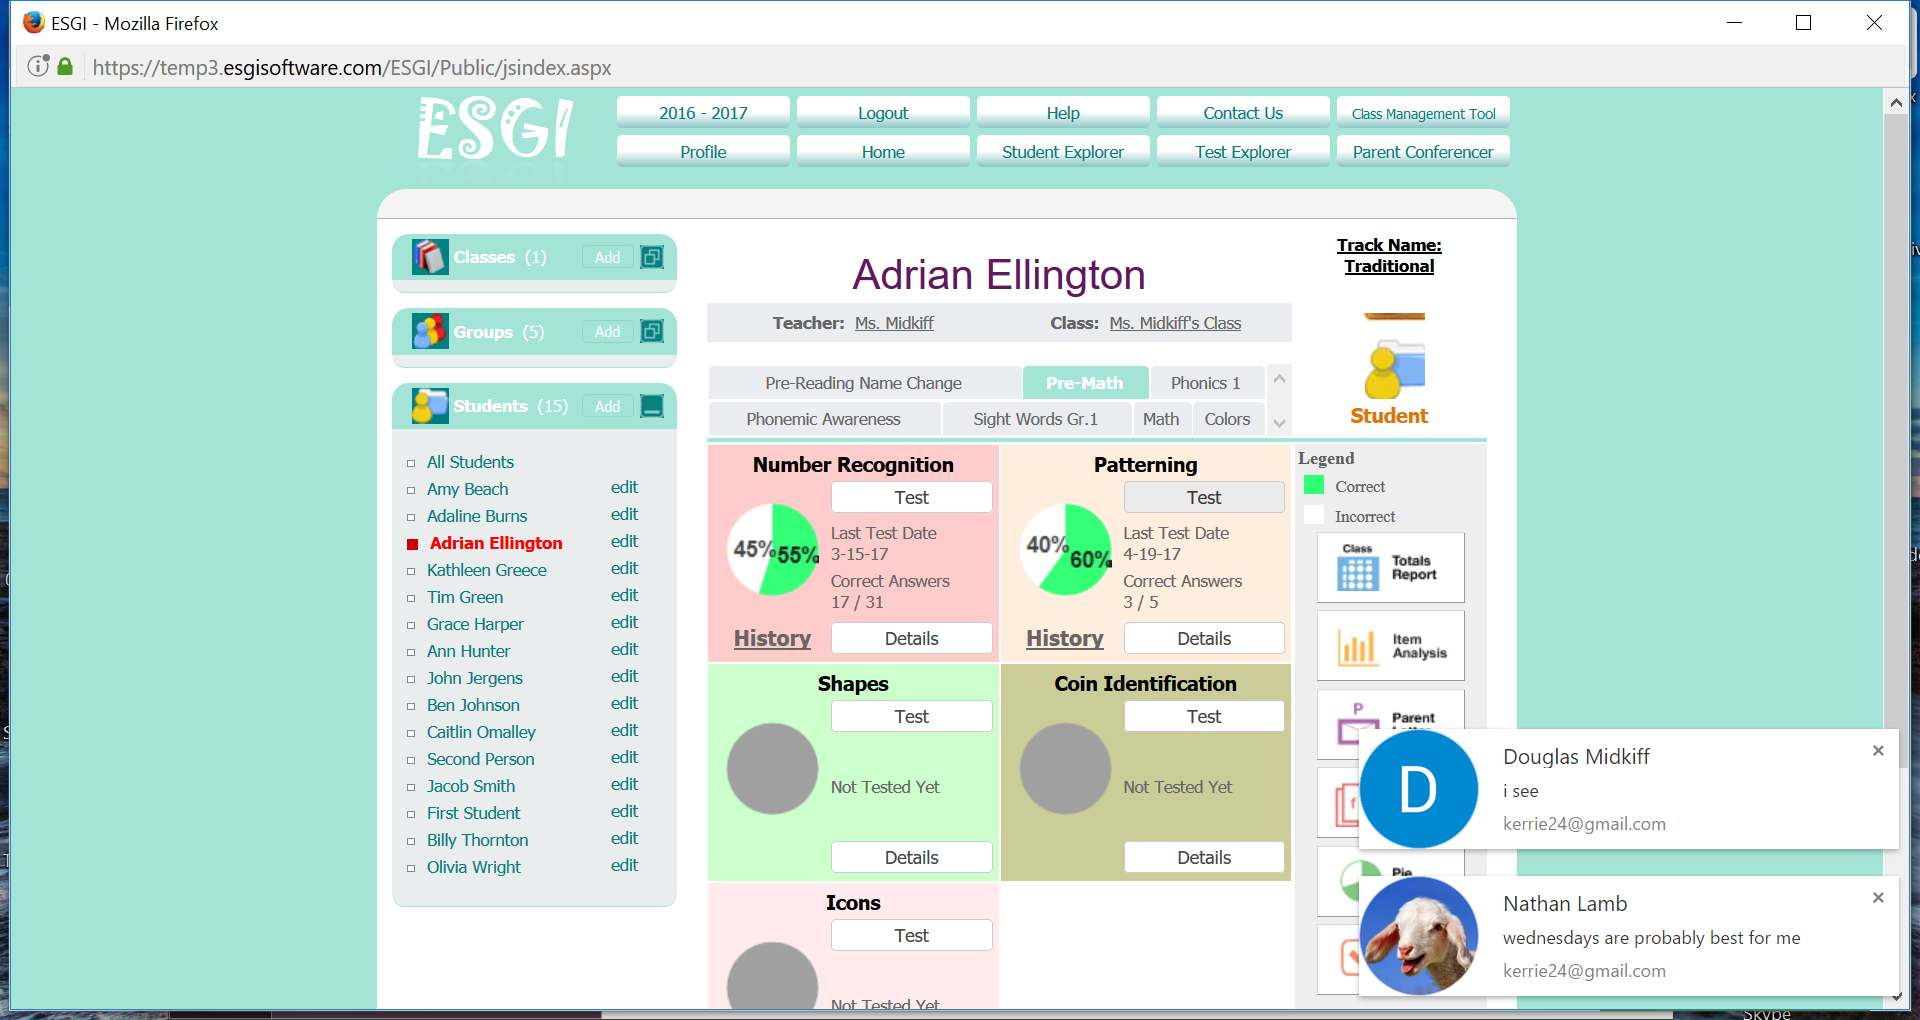 ESGI - Mozilla Firefox
https://temp3.esgisoftware.com/ESGI/Public/jsindex.aspx
ESGI
2016 - 2017
Logout
Help
Contact Us
Class Management Tool
Profile
Home
Student Explorer
Test Explorer
Parent Conferencer
Classes (1)
Add
Groups (5)
Add
Students (15)
Add
All Students
Amy Beach edit
Adaline Burns edit
Adrian Ellington edit
Kathleen Greece edit
Tim Green edit
Grace Harper edit
Ann Hunter edit
John Jergens edit
Ben Johnson edit
Caitlin Omalley edit
Second Person edit
Jacob Smith edit
First Student edit
Billy Thornton edit
Olivia Wright edit
Adrian Ellington
Teacher: Ms. Midkiff
Class: Ms. Midkiff's Class
Track Name:
Traditional
Student
Pre-Reading Name Change
Pre-Math
Phonics 1
Phonemic Awareness
Sight Words Gr.1
Math
Colors
Number Recognition
Test
45%
55%
Last Test Date
3-15-17
Correct Answers
17 / 31
History
Details
Patterning
Test
40%
60%
Last Test Date
4-19-17
Correct Answers
3 / 5
History
Details
Shapes
Test
Not Tested Yet
Details
Coin Identification
Test
Not Tested Yet
Details
Icons
Test
Not Tested Yet
Legend
Correct
Incorrect
Class
Totals
Report
Item
Analysis
P
Parent
Pie
D
Douglas Midkiff
i see
kerrie24@gmail.com
Nathan Lamb
wednesdays are probably best for me
kerrie24@gmail.com
Skype